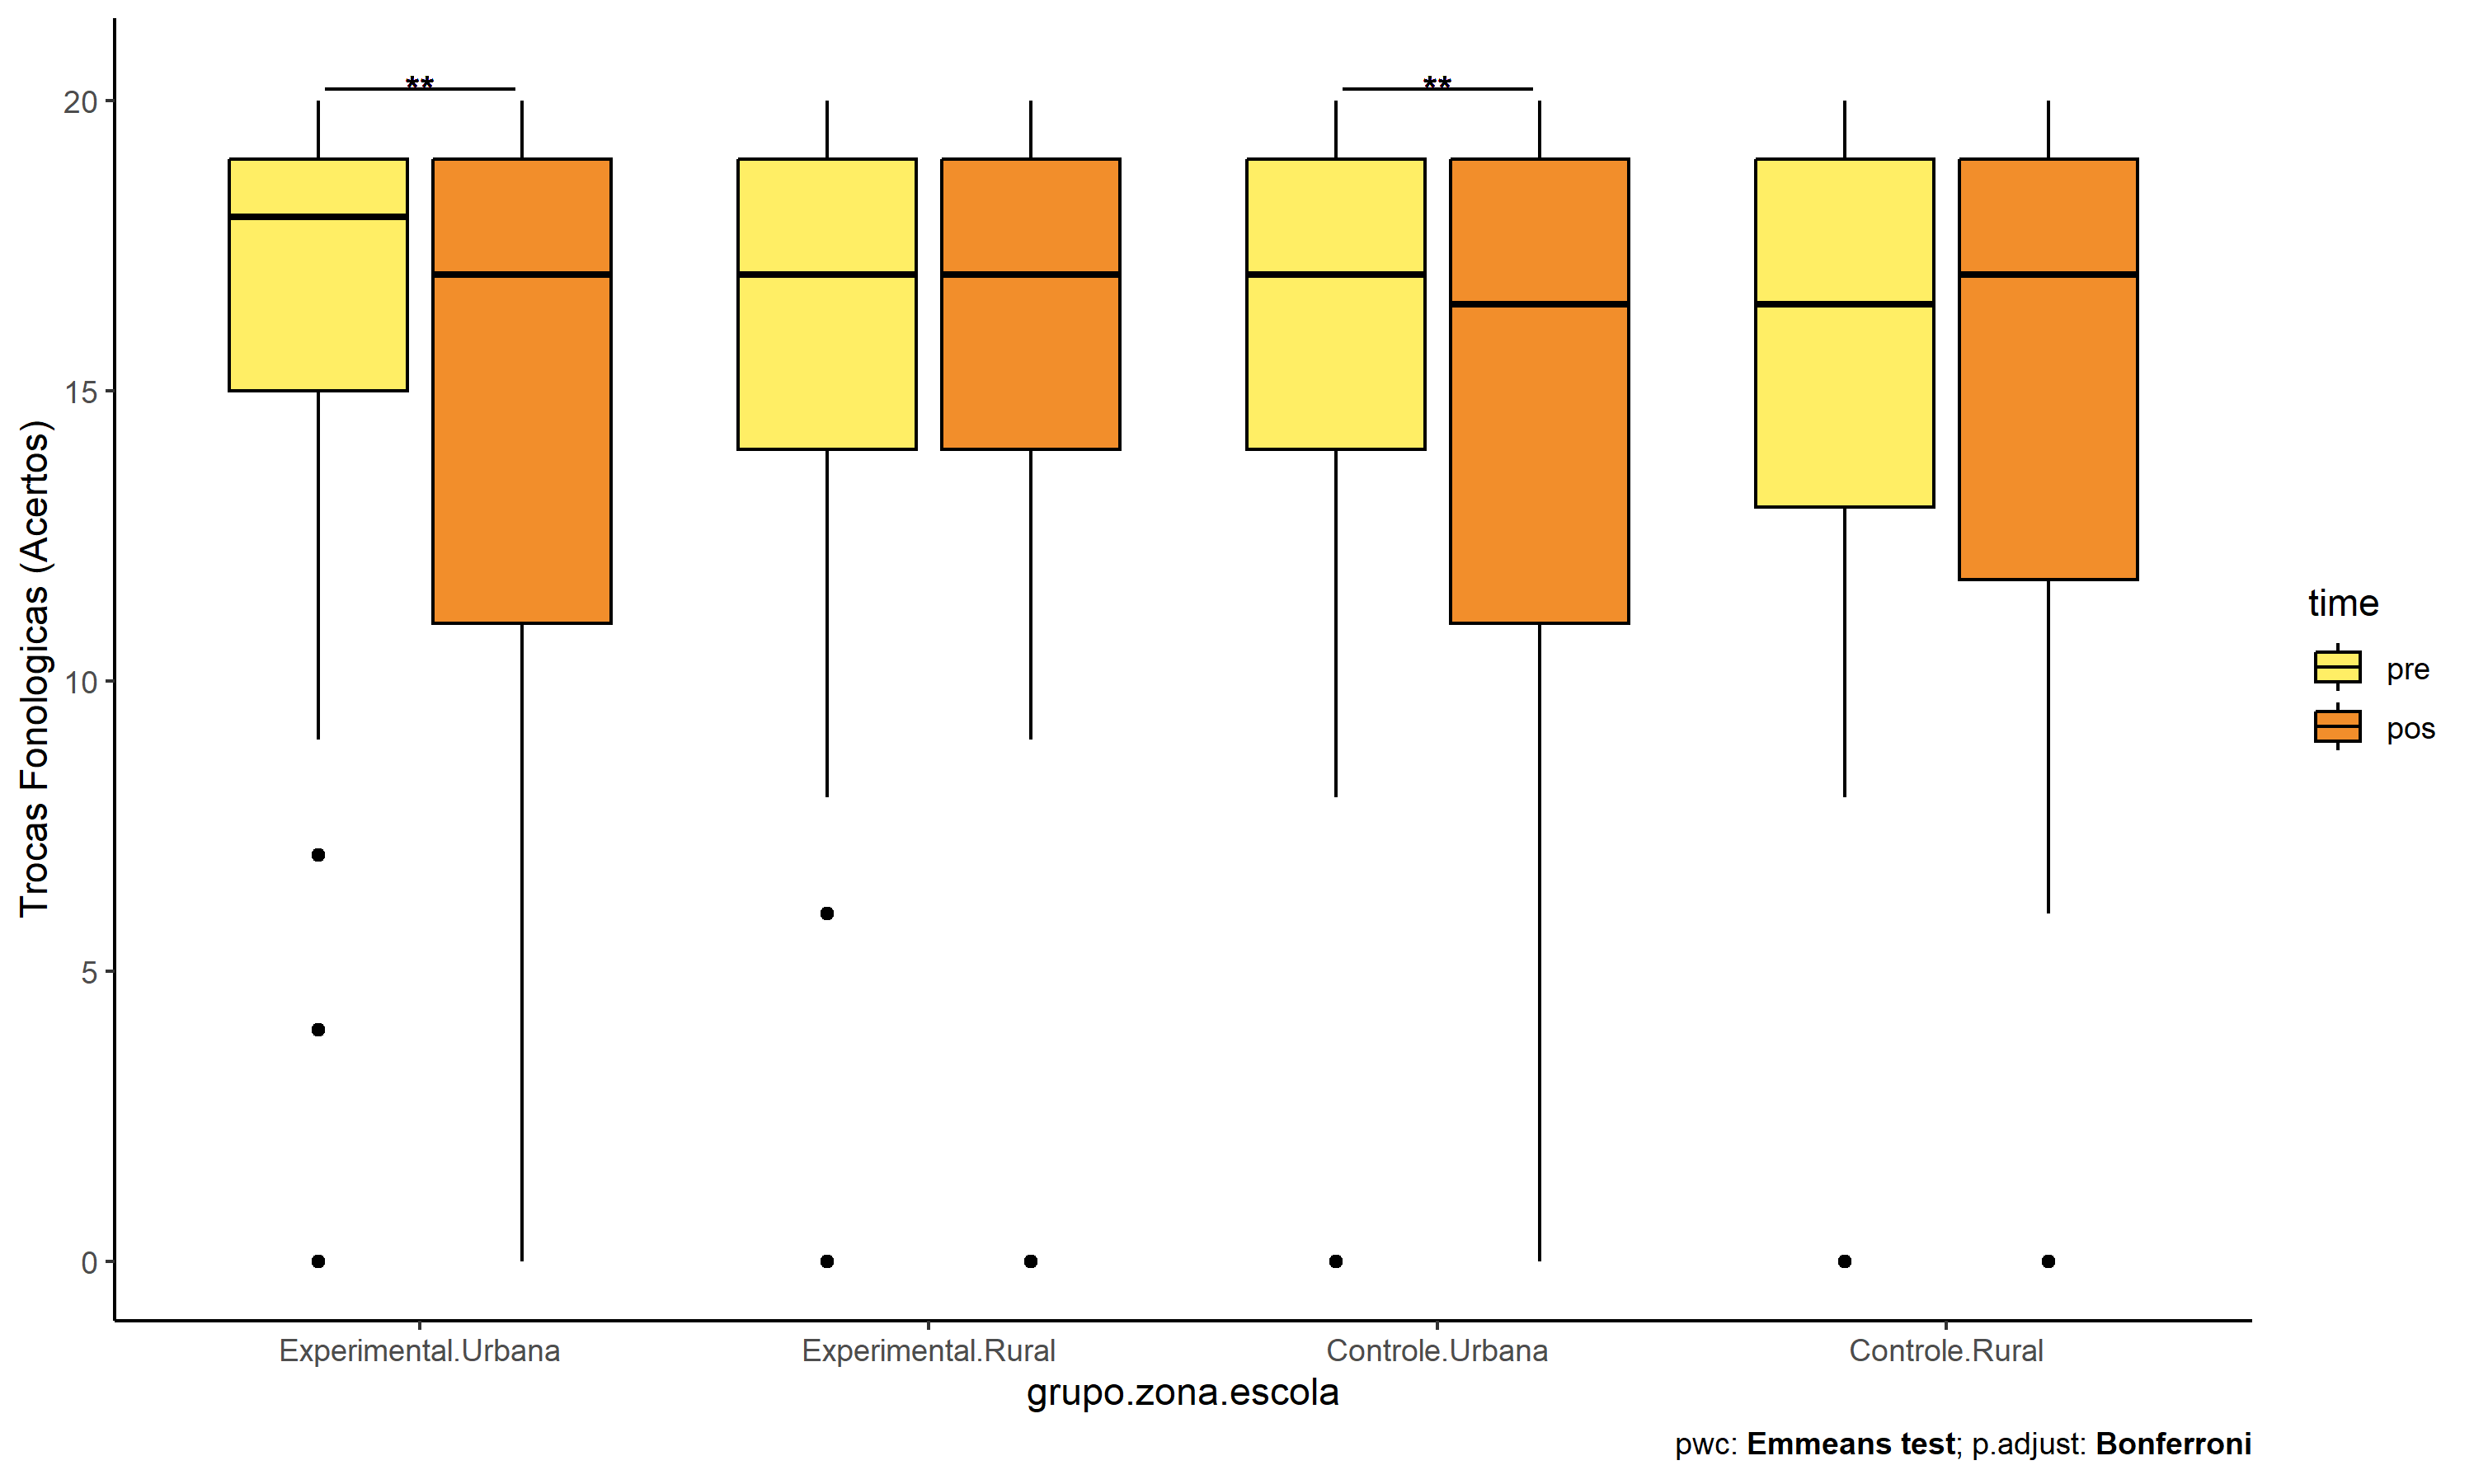 Trocas Fonologicas (Acertos)
20
15
10
5
0
**
**
Experimental.Urbana
Experimental.Rural
Controle.Urbana
Controle.Rural
grupo.zona.escola
time
pre
pos
pwc: Emmeans test; p.adjust: Bonferroni